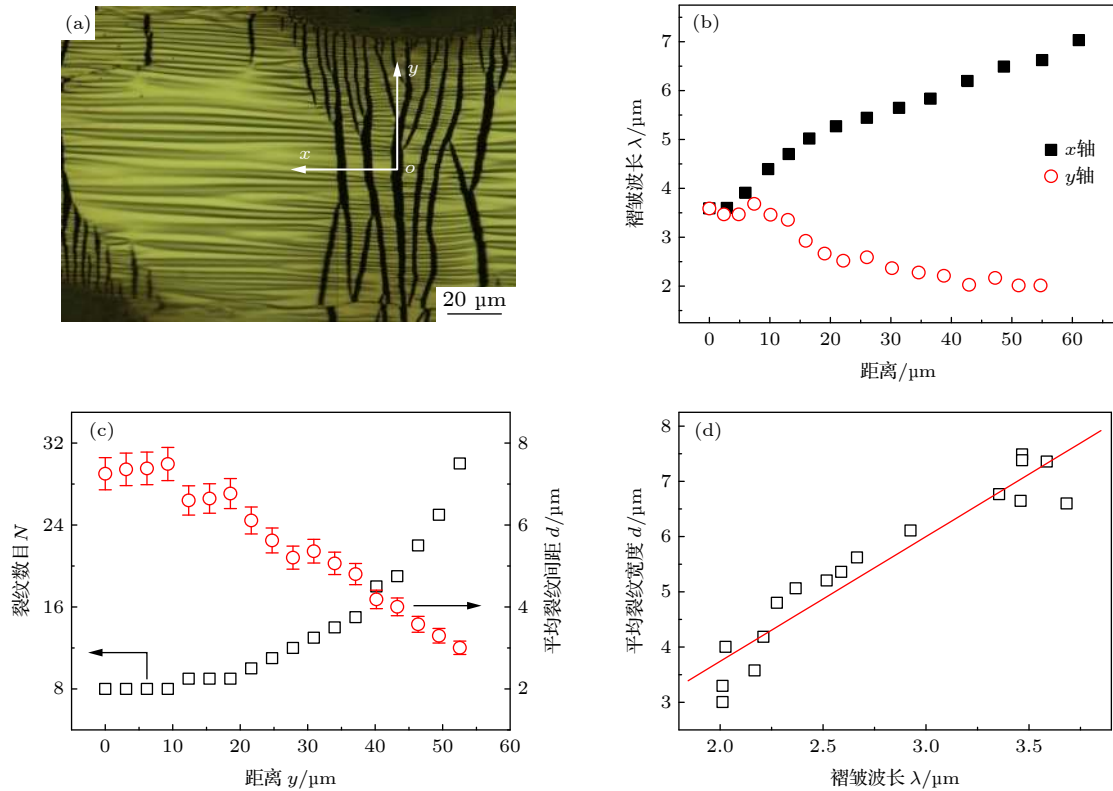 (a)
y
x
o
20 µm
(b)
7
6
5
4
3
2
褶皱波长 λ/µm
x轴
y轴
0 10 20 30 40 50 60
距离/µm
(c)
32
24
16
8
裂纹数目 N
8
6
4
2
平均裂纹间距 d/µm
0 10 20 30 40 50 60
距离 y/µm
(d)
8
7
6
5
4
3
平均裂纹宽度 d/µm
2.0 2.5 3.0 3.5
褶皱波长 λ/µm